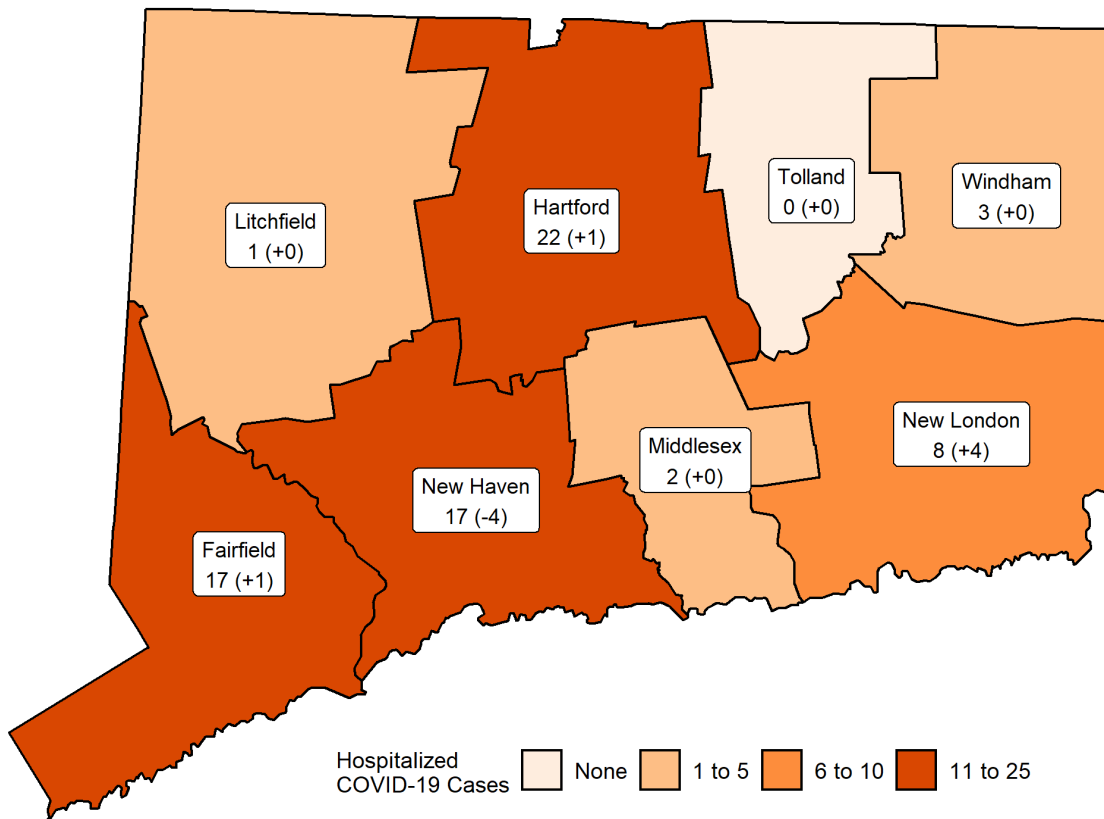 Tolland
0 (+0)
Windham
3 (+0)
Litchfield
1 (+0)
Hartford
22 (+1)
New London
8 (+4)
Middlesex
2 (+0)
New Haven
17 (-4)
Fairfield
17 (+1)
Hospitalized
COVID-19 Cases
None
1 to 5
6 to 10
11 to 25